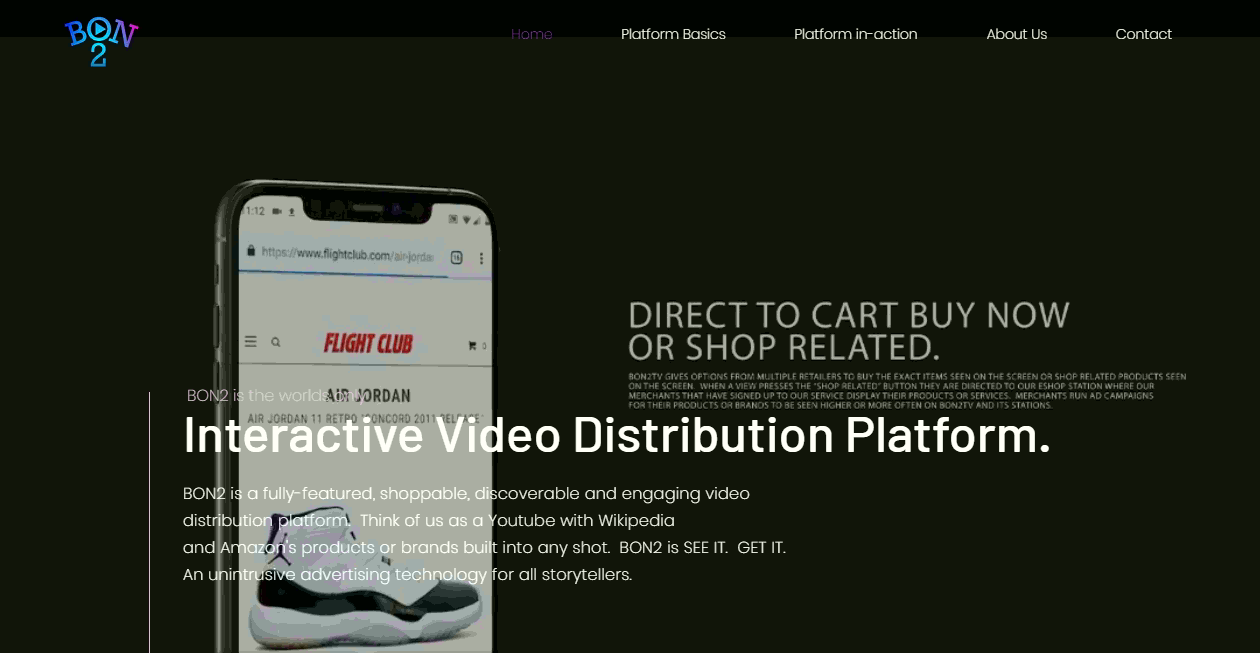 BON
2
Home
Platform Basics
Platform in-action
About Us
Contact
11:12
https://www.flightclub.com/air-jorda
FLIGHT CLUB
0
DIRECT TO CART BUY NOW
OR SHOP RELATED.
BON2TV GIVES OPTIONS FROM MULTIPLE RETAILERS TO BUY THE EXACT ITEMS SEEN ON THE SCREEN OR SHOP RELATED PRODUCTS SEEN
ON THE SCREEN. WHEN A VIEW PRESSES THE "SHOP RELATED" BUTTON THEY ARE DIRECTED TO OUR ESHOP STATION WHERE OUR
MERCHANTS THAT HAVE SIGNED UP TO OUR SERVICE DISPLAY THEIR PRODUCTS OR SERVICES. MERCHANTS RUN AD CAMPAIGNS
FOR THEIR PRODUCTS OR BRANDS TO BE SEEN HIGHER OR MORE OFTEN ON BON2TV AND ITS STATIONS.
BON2 is the worlds only
AIR JORDAN
AIR JORDAN 11 RETRO 'CONCORD 2011 RELEASE'
Interactive Video Distribution Platform.
BON2 is a fully-featured, shoppable, discoverable and engaging video
distribution platform. Think of us as a Youtube with Wikipedia
and Amazon's products or brands built into any shot. BON2 is SEE IT. GET IT.
An unintrusive advertising technology for all storytellers.